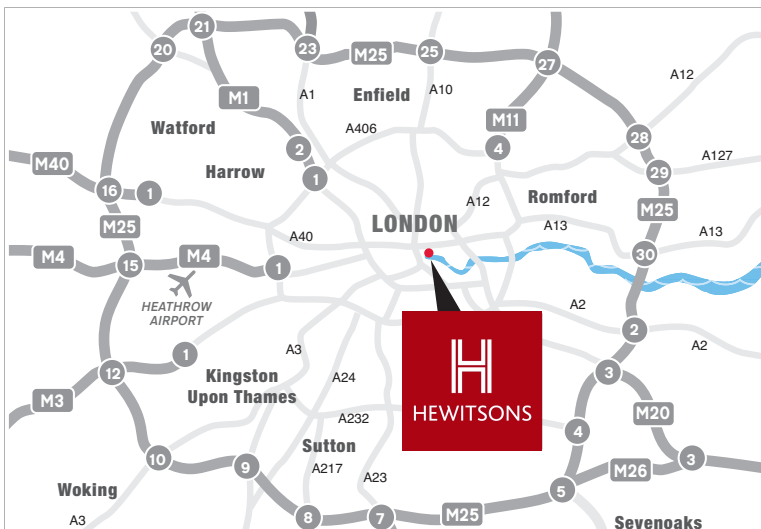 21
20
23
M25
25
27
A12
M1
A1
Enfield
A10
M11
Watford
A406
28
M40
2
4
A127
Harrow
29
16
1
1
Romford
A12
M25
M25
LONDON
A13
A13
A40
30
M4
15
M4
1
HEATHROW
AIRPORT
A2
2
A2
1
A3
12
3
Kingston
Upon Thames
A24
H
HEWITSONS
M3
M20
A232
4
Sutton
10
9
A217
A23
M26
3
Woking
5
A3
8
7
M25
Sevenoaks